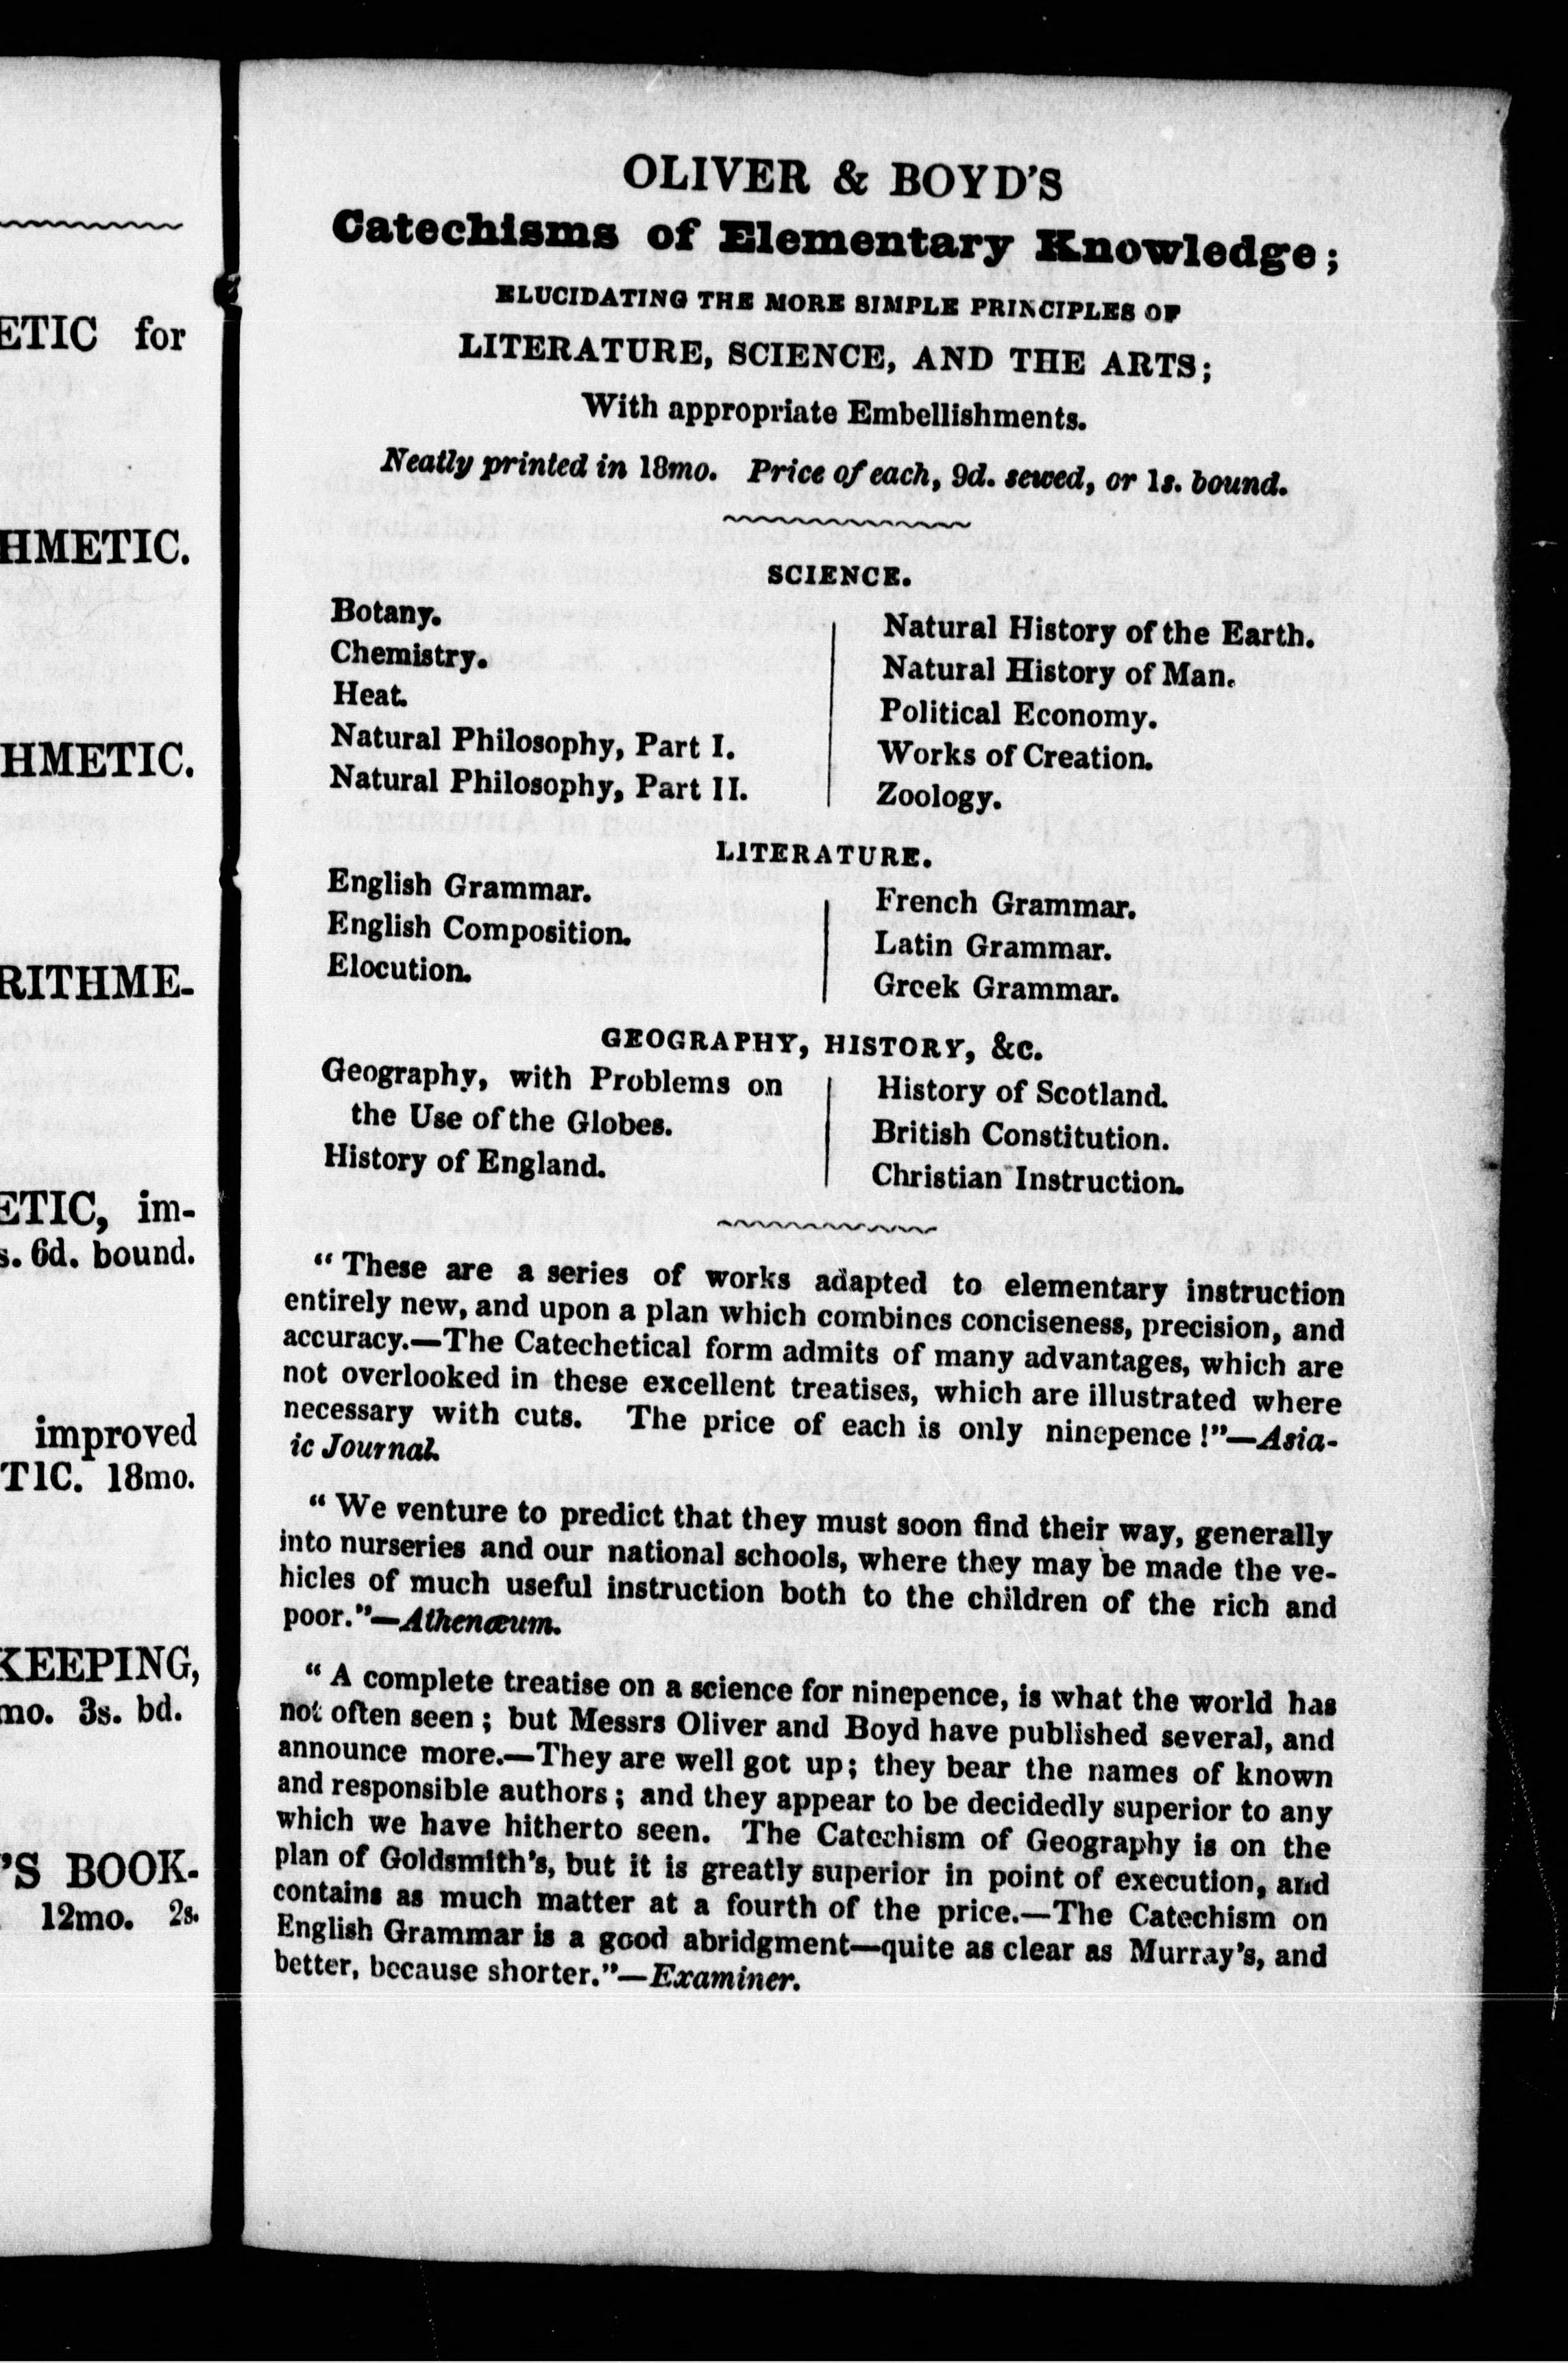 ETIC for
HMETIC.
HMETIC.
RITHME-
ETIC, im-
s. 6d. bound.
improved
TIC. 18mo.
KEEPING,
mo. 3s. bd.
'S BOOK-
12mo. 2s.
OLIVER & BOYD'S
Catechisms of Elementary Knowledge;
ELUCIDATING THE MORE SIMPLE PRINCIPLES OF
LITERATURE, SCIENCE, AND THE ARTS;
With appropriate Embellishments.
Neatly printed in 18mo. Price of each, 9d. sewed, or 1s. bound.
SCIENCE.
Botany.
Chemistry.
Heat.
Natural Philosophy, Part I.
Natural Philosophy, Part II.
Natural History of the Earth.
Natural History of Man.
Political Economy.
Works of Creation.
Zoology.
LITERATURE.
English Grammar.
English Composition.
Elocution.
French Grammar.
Latin Grammar.
Greek Grammar.
GEOGRAPHY, HISTORY, &c.
Geography, with Problems on
the Use of the Globes.
History of England.
History of Scotland.
British Constitution.
Christian Instruction.
"These are a series of works adapted to elementary instruction
entirely new, and upon a plan which combines conciseness, precision, and
accuracy.—The Catechetical form admits of many advantages, which are
not overlooked in these excellent treatises, which are illustrated where
necessary with cuts. The price of each is only ninepence!"—Asia-
ic Journal.
"We venture to predict that they must soon find their way, generally
into nurseries and our national schools, where they may be made the ve-
hicles of much useful instruction both to the children of the rich and
poor."—Athenæum.
"A complete treatise on a science for ninepence, is what the world has
not often seen; but Messrs Oliver and Boyd have published several, and
announce more.—They are well got up; they bear the names of known
and responsible authors; and they appear to be decidedly superior to any
which we have hitherto seen. The Catechism of Geography is on the
plan of Goldsmith's, but it is greatly superior in point of execution, and
contains as much matter at a fourth of the price.—The Catechism on
English Grammar is a good abridgment—quite as clear as Murray's, and
better, because shorter."—Examiner.